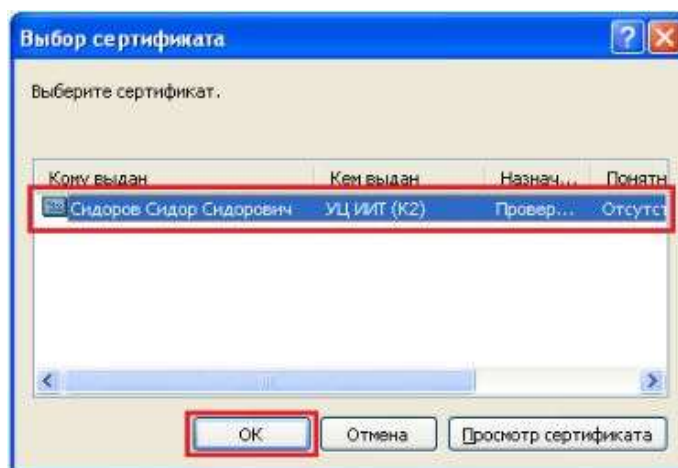 Выбор сертификата
Выберите сертификат.
Кому выдан Кем выдан Назнач... Понятн
Сидоров Сидор Сидорович УЦ ИИТ (К2) Провер... Отсутст
ОК Отмена Просмотр сертификата